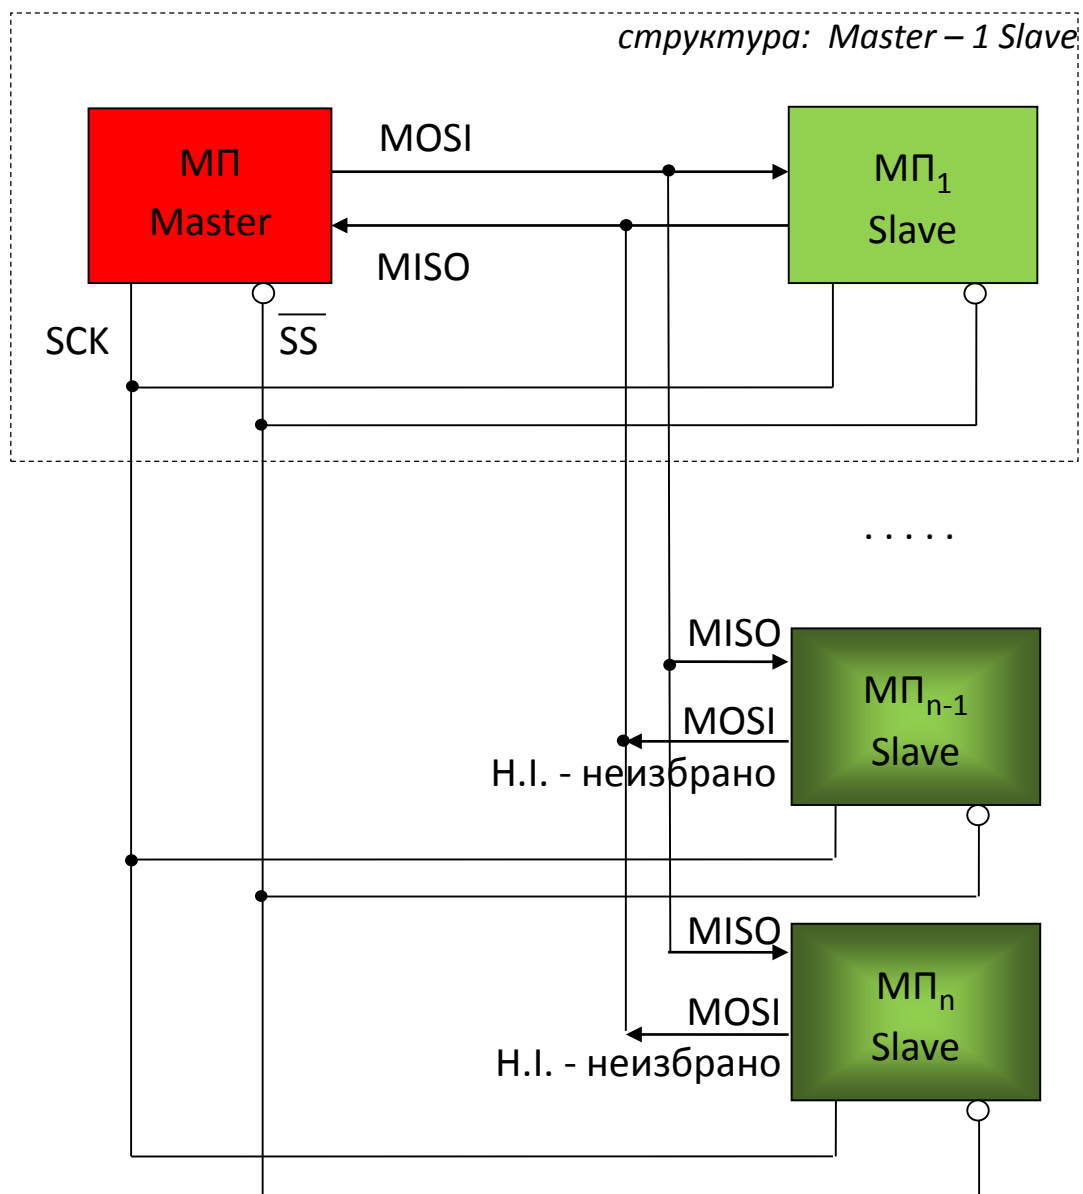 структура: Master – 1 Slave
МП
Master
MOSI
MISO
МП₁
Slave
SCK
S̅S̅
. . . . .
MISO
MOSI
Н.І. - неизбрано
МПₙ₋₁
Slave
MISO
MOSI
Н.І. - неизбрано
МПₙ
Slave